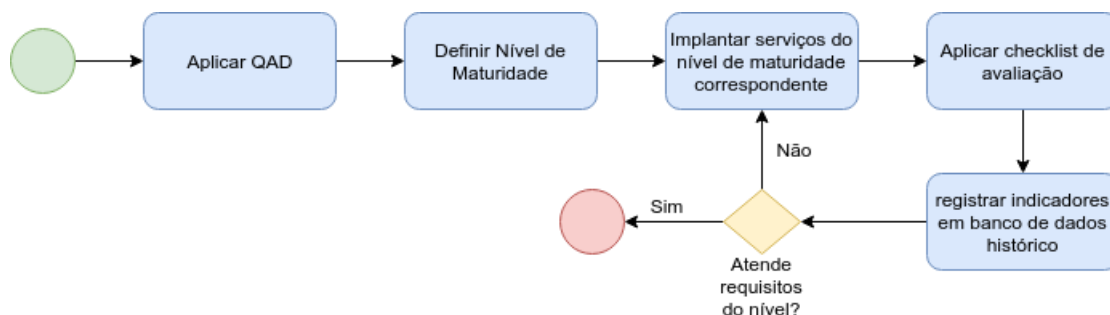 Aplicar QAD
Definir Nível de
Maturidade
Implantar serviços do
nível de maturidade
correspondente
Aplicar checklist de
avaliação
Não
registrar indicadores
em banco de dados
histórico
Sim
Atende
requisitos
do nível?